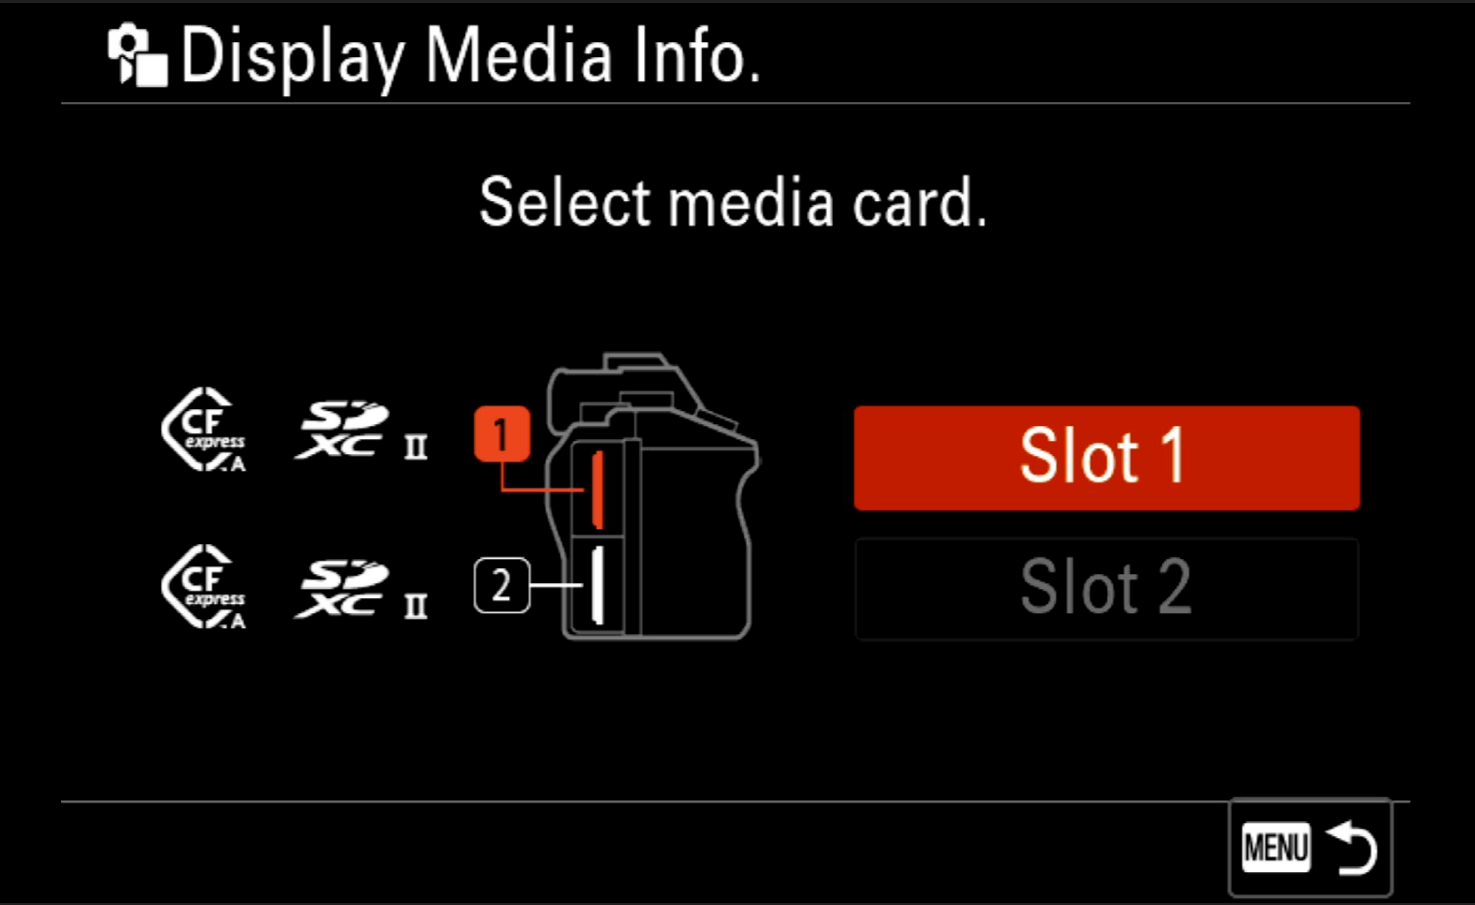 Display Media Info.
Select media card.
CF express A SD XC II 1 Slot 1
CF express A SD XC II 2 Slot 2
MENU